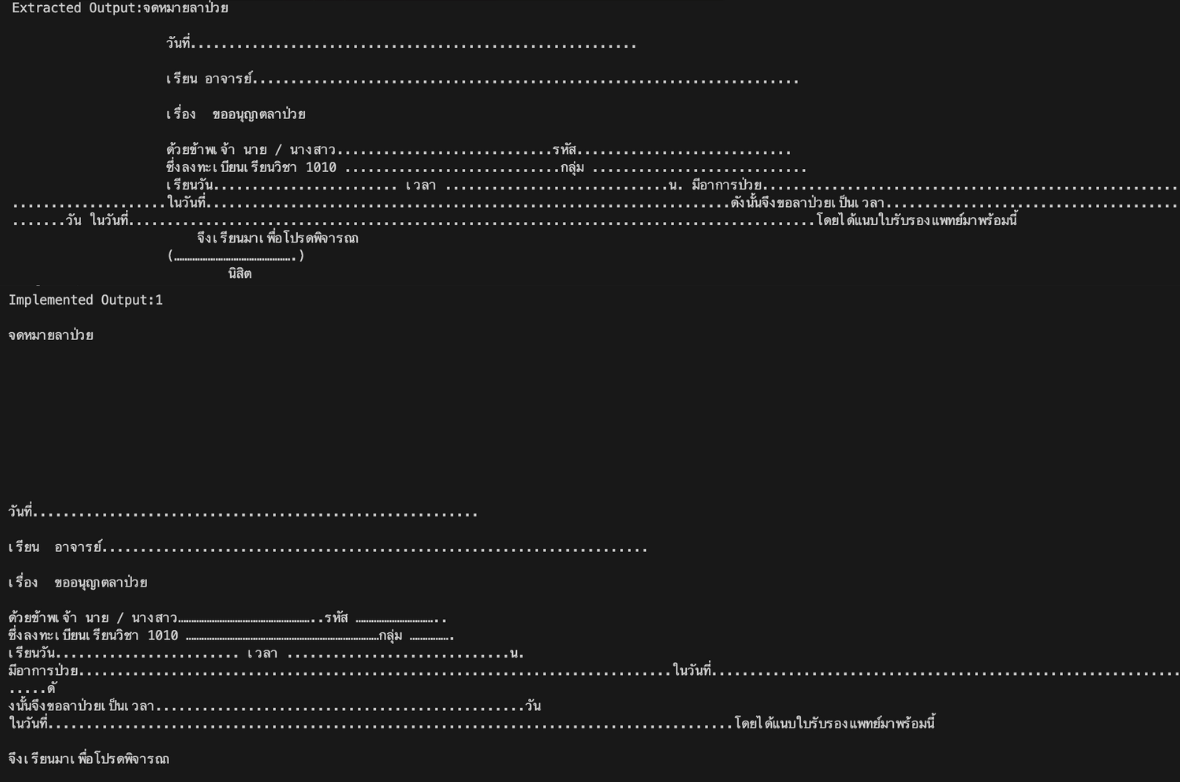 Extracted Output:จดหมายลาป่วย
วันที่..........................................................
เรียน อาจารย์.......................................................................
เรื่อง  ขออนุญาตลาป่วย
ด้วยข้าพเจ้า นาย / นางสาว............................รหัส............................
ซึ่งลงทะเบียนเรียนวิชา 1010 ............................กลุ่ม ............................
เรียนวัน........................ เวลา .............................น. มีอาการป่วย......................................................
....................ในวันที่....................................................................ดังนั้นจึงขอลาป่วยเป็นเวลา......................................
.......วัน ในวันที่.........................................................................................โดยได้แนบใบรับรองแพทย์มาพร้อมนี้
จึงเรียนมาเพื่อโปรดพิจารณา
(…………………………………….)
นิสิต
Implemented Output:1
จดหมายลาป่วย
วันที่..........................................................
เรียน  อาจารย์.......................................................................
เรื่อง  ขออนุญาตลาป่วย
ด้วยข้าพเจ้า นาย / นางสาว…………………………………………..รหัส ………………………..
ซึ่งลงทะเบียนเรียนวิชา 1010 ………………………………………………………………กลุ่ม …………..
เรียนวัน........................ เวลา .............................น.
มีอาการป่วย.............................................................................ในวันที่.............................................................
.....ดั
งนั้นจึงขอลาป่วยเป็นเวลา................................................วัน
ในวันที่.........................................................................................โดยได้แนบใบรับรองแพทย์มาพร้อมนี้
จึงเรียนมาเพื่อโปรดพิจารณา